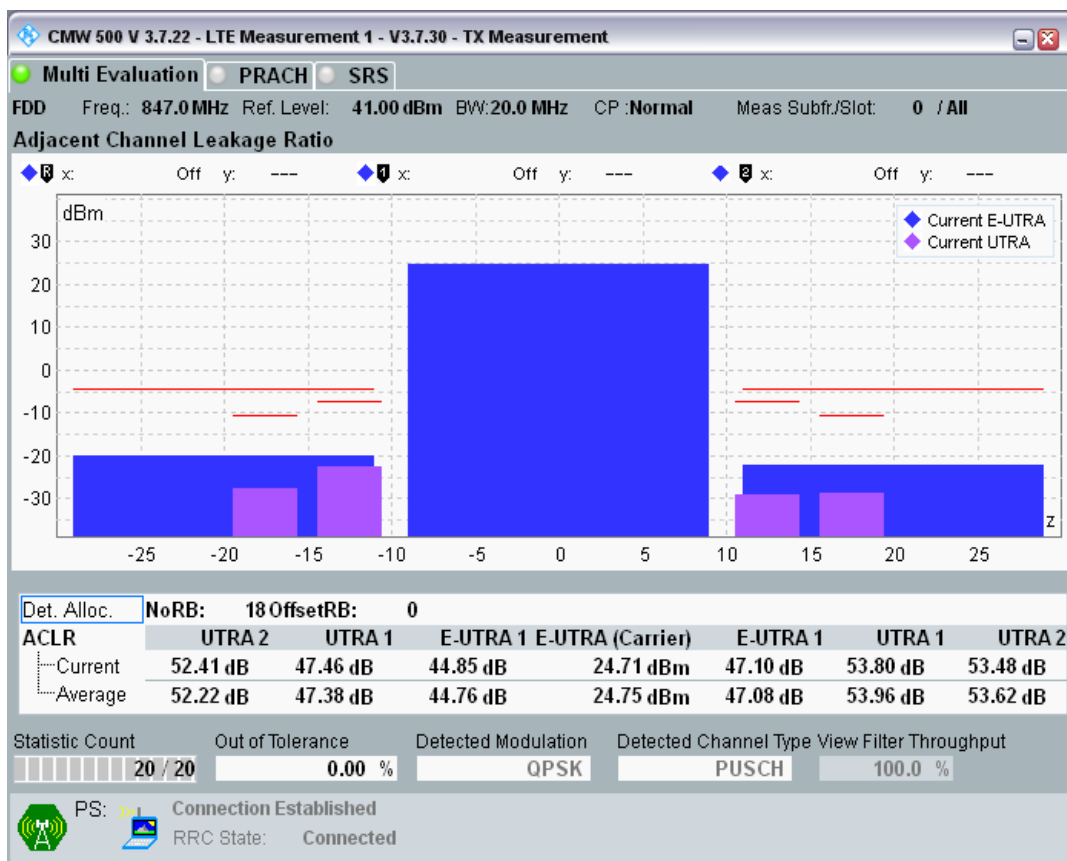 CMW 500 V 3.7.22 - LTE Measurement 1 - V3.7.30 - TX Measurement
Multi Evaluation PRACH SRS
FDD Freq.: 847.0 MHz Ref. Level: 41.00 dBm BW:20.0 MHz CP :Normal Meas Subfr./Slot: 0 / All
Adjacent Channel Leakage Ratio
R x: Off y: --- 1 x: Off y: --- 2 x: Off y: ---
dBm
Current E-UTRA
Current UTRA
30
20
10
0
-10
-20
-30
z
-25 -20 -15 -10 -5 0 5 10 15 20 25
Det. Alloc. NoRB: 18 OffsetRB: 0
ACLR UTRA 2 UTRA 1 E-UTRA 1 E-UTRA (Carrier) E-UTRA 1 UTRA 1 UTRA 2
Current 52.41 dB 47.46 dB 44.85 dB 24.71 dBm 47.10 dB 53.80 dB 53.48 dB
Average 52.22 dB 47.38 dB 44.76 dB 24.75 dBm 47.08 dB 53.96 dB 53.62 dB
Statistic Count Out of Tolerance Detected Modulation Detected Channel Type View Filter Throughput
20 / 20 0.00 % QPSK PUSCH 100.0 %
PS: Connection Established
RRC State: Connected